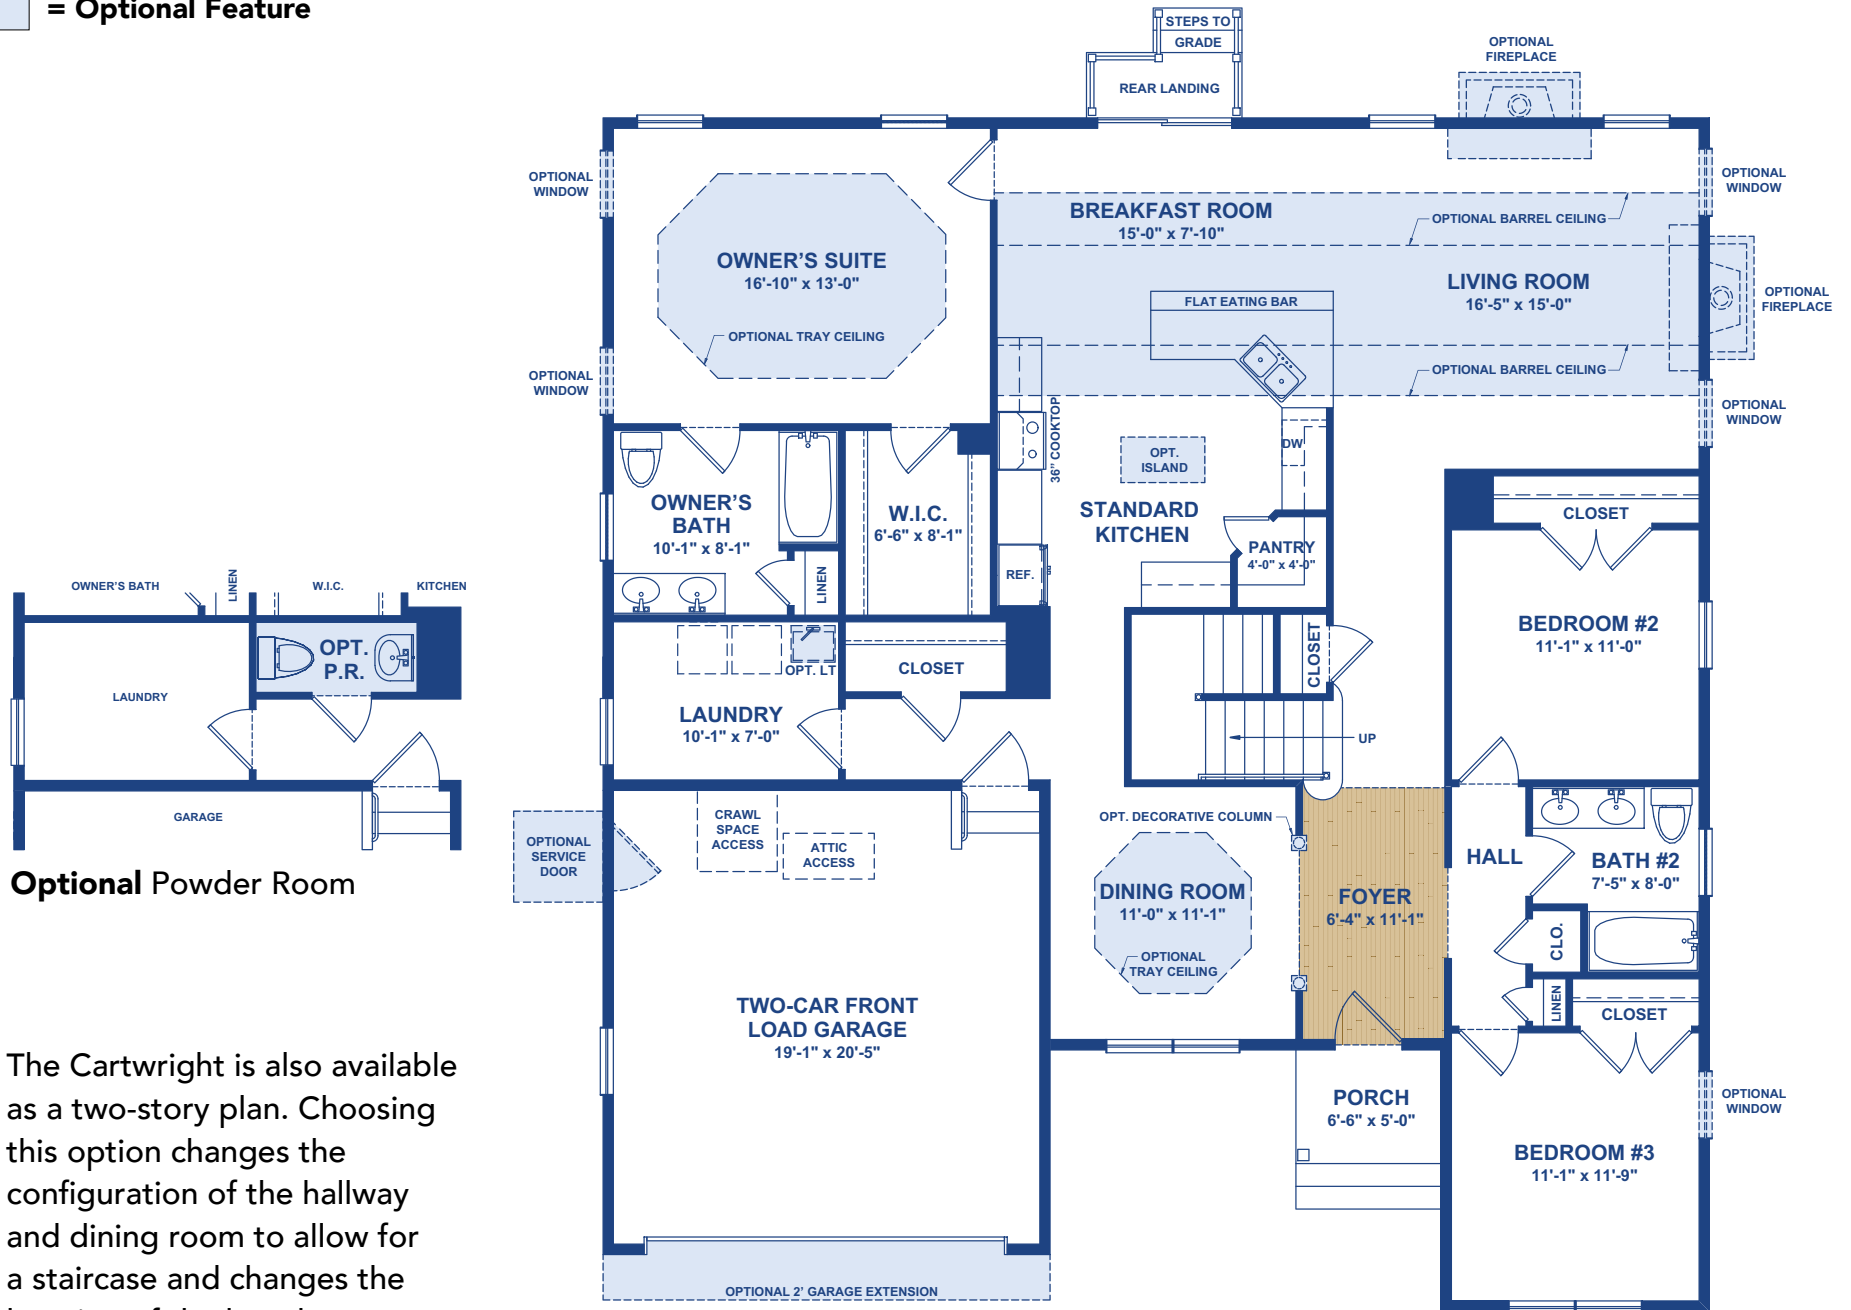 = Optional Feature
STEPS TO
GRADE
REAR LANDING
OPTIONAL
FIREPLACE
OPTIONAL
WINDOW
OPTIONAL
WINDOW
BREAKFAST ROOM
15'-0" x 7'-10"
OPTIONAL BARREL CEILING
OWNER'S SUITE
16'-10" x 13'-0"
LIVING ROOM
16'-5" x 15'-0"
OPTIONAL
FIREPLACE
FLAT EATING BAR
OPTIONAL TRAY CEILING
OPTIONAL
WINDOW
OPTIONAL BARREL CEILING
OPTIONAL
WINDOW
36" COOKTOP
DW
OPT.
ISLAND
OWNER'S
BATH
10'-1" x 8'-1"
W.I.C.
6'-6" x 8'-1"
STANDARD
KITCHEN
CLOSET
PANTRY
4'-0" x 4'-0"
REF.
LINEN
OWNER'S BATH
LINEN
W.I.C.
KITCHEN
OPT.
P.R.
LAUNDRY
GARAGE
Optional Powder Room
OPT. LT
CLOSET
CLOSET
BEDROOM #2
11'-1" x 11'-0"
LAUNDRY
10'-1" x 7'-0"
UP
OPTIONAL
SERVICE
DOOR
CRAWL
SPACE
ACCESS
ATTIC
ACCESS
OPT. DECORATIVE COLUMN
DINING ROOM
11'-0" x 11'-1"
OPTIONAL
TRAY CEILING
FOYER
6'-4" x 11'-1"
HALL
BATH #2
7'-5" x 8'-0"
CLO.
LINEN
CLOSET
TWO-CAR FRONT
LOAD GARAGE
19'-1" x 20'-5"
PORCH
6'-6" x 5'-0"
OPTIONAL
WINDOW
BEDROOM #3
11'-1" x 11'-9"
OPTIONAL 2' GARAGE EXTENSION
The Cartwright is also available
as a two-story plan. Choosing
this option changes the
configuration of the hallway
and dining room to allow for
a staircase and changes the